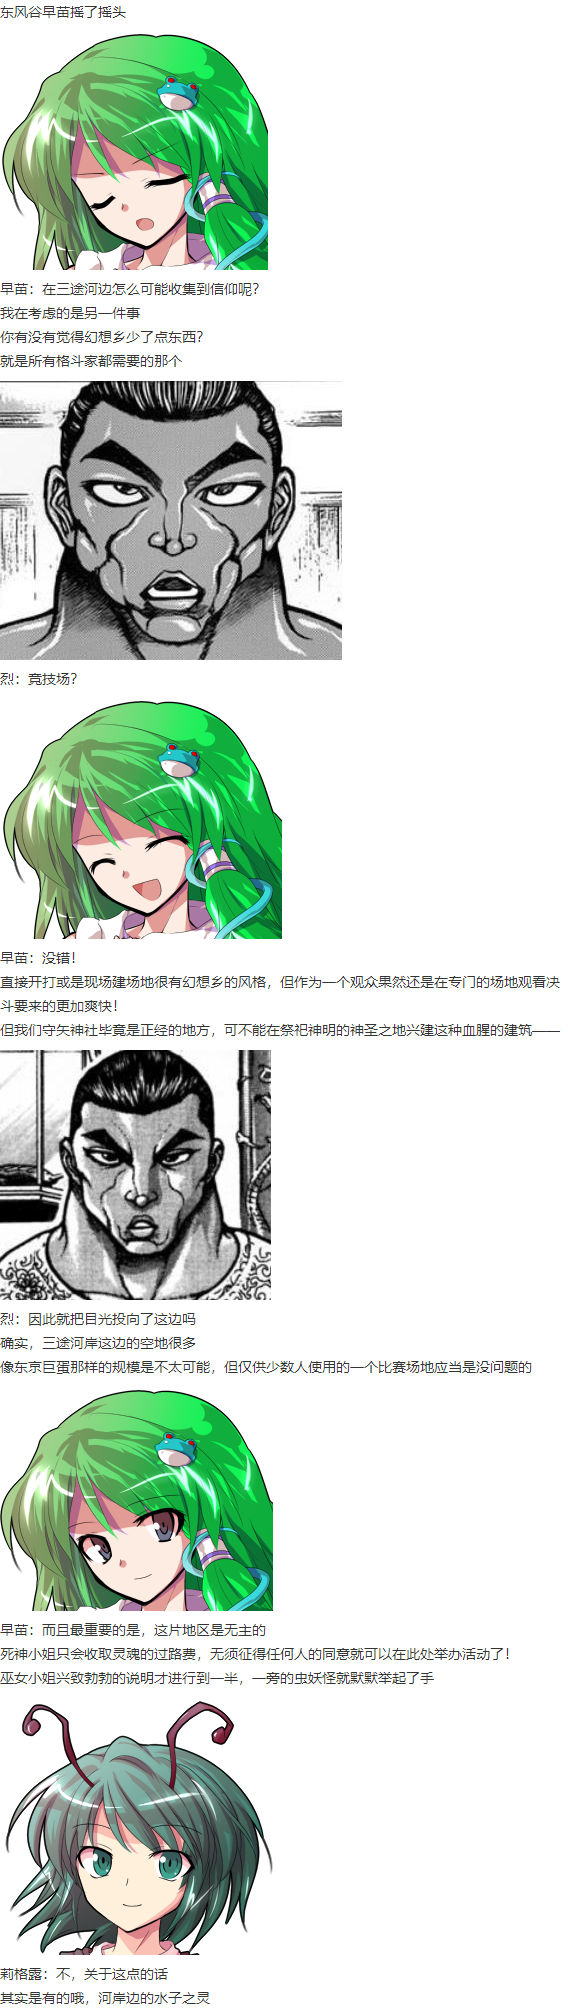 东风谷早苗摇了摇头
早苗：在三途河边怎么可能收集到信仰呢？
我在考虑的是另一件事
你有没有觉得幻想乡少了点东西？
就是所有格斗家都需要的那个
烈：竞技场？
早苗：没错！
直接开打或是现场建场地很有幻想乡的风格，但作为一个观众果然还是在专门的场地观看决
斗要来的更加爽快！
但我们守矢神社毕竟是正经的地方，可不能在祭祀神明的神圣之地兴建这种血腥的建筑——
烈：因此就把目光投向了这边吗
确实，三途河岸这边的空地很多
像东京巨蛋那样的规模是不太可能，但仅供少数人使用的一个比赛场地应当是没问题的
早苗：而且最重要的是，这片地区是无主的
死神小姐只会收取灵魂的过路费，无须征得任何人的同意就可以在此处举办活动了！
巫女小姐兴致勃勃的说明才进行到一半，一旁的虫妖怪就默默举起了手
莉格露：不，关于这点的话
其实是有的哦，河岸边的水子之灵